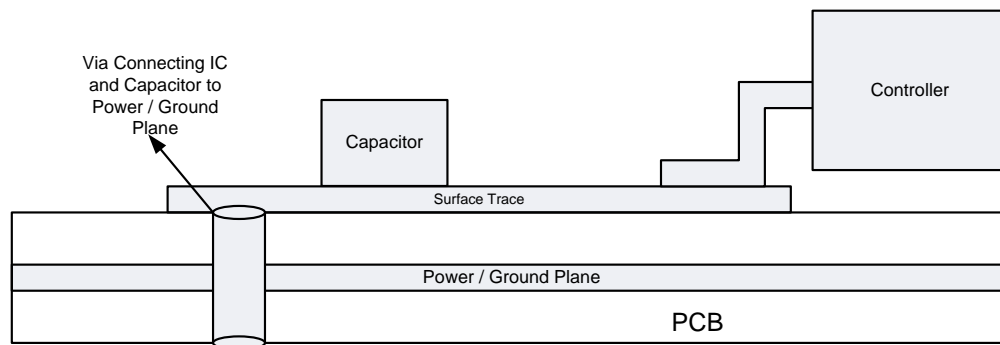 Via Connecting IC
and Capacitor to
Power / Ground
Plane
Capacitor
Controller
Surface Trace
Power / Ground Plane
PCB